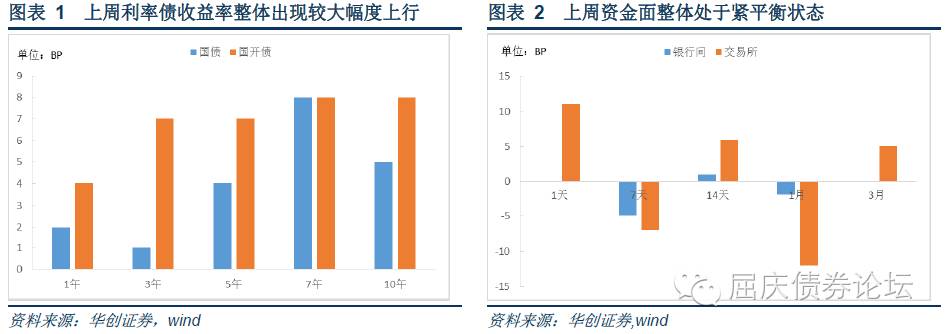 图表 1 上周利率债收益率整体出现较大幅度上行
单位：BP
国债 国开债
9
8
7
6
5
4
3
2
1
0
1年 3年 5年 7年 10年
资料来源：华创证券，wind
图表 2 上周资金面整体处于紧平衡状态
单位：BP
银行间 交易所
15
10
5
0
-5
-10
-15
1天 7天 14天 1月 3月
屈庆债券论坛
资料来源：华创证券,wind